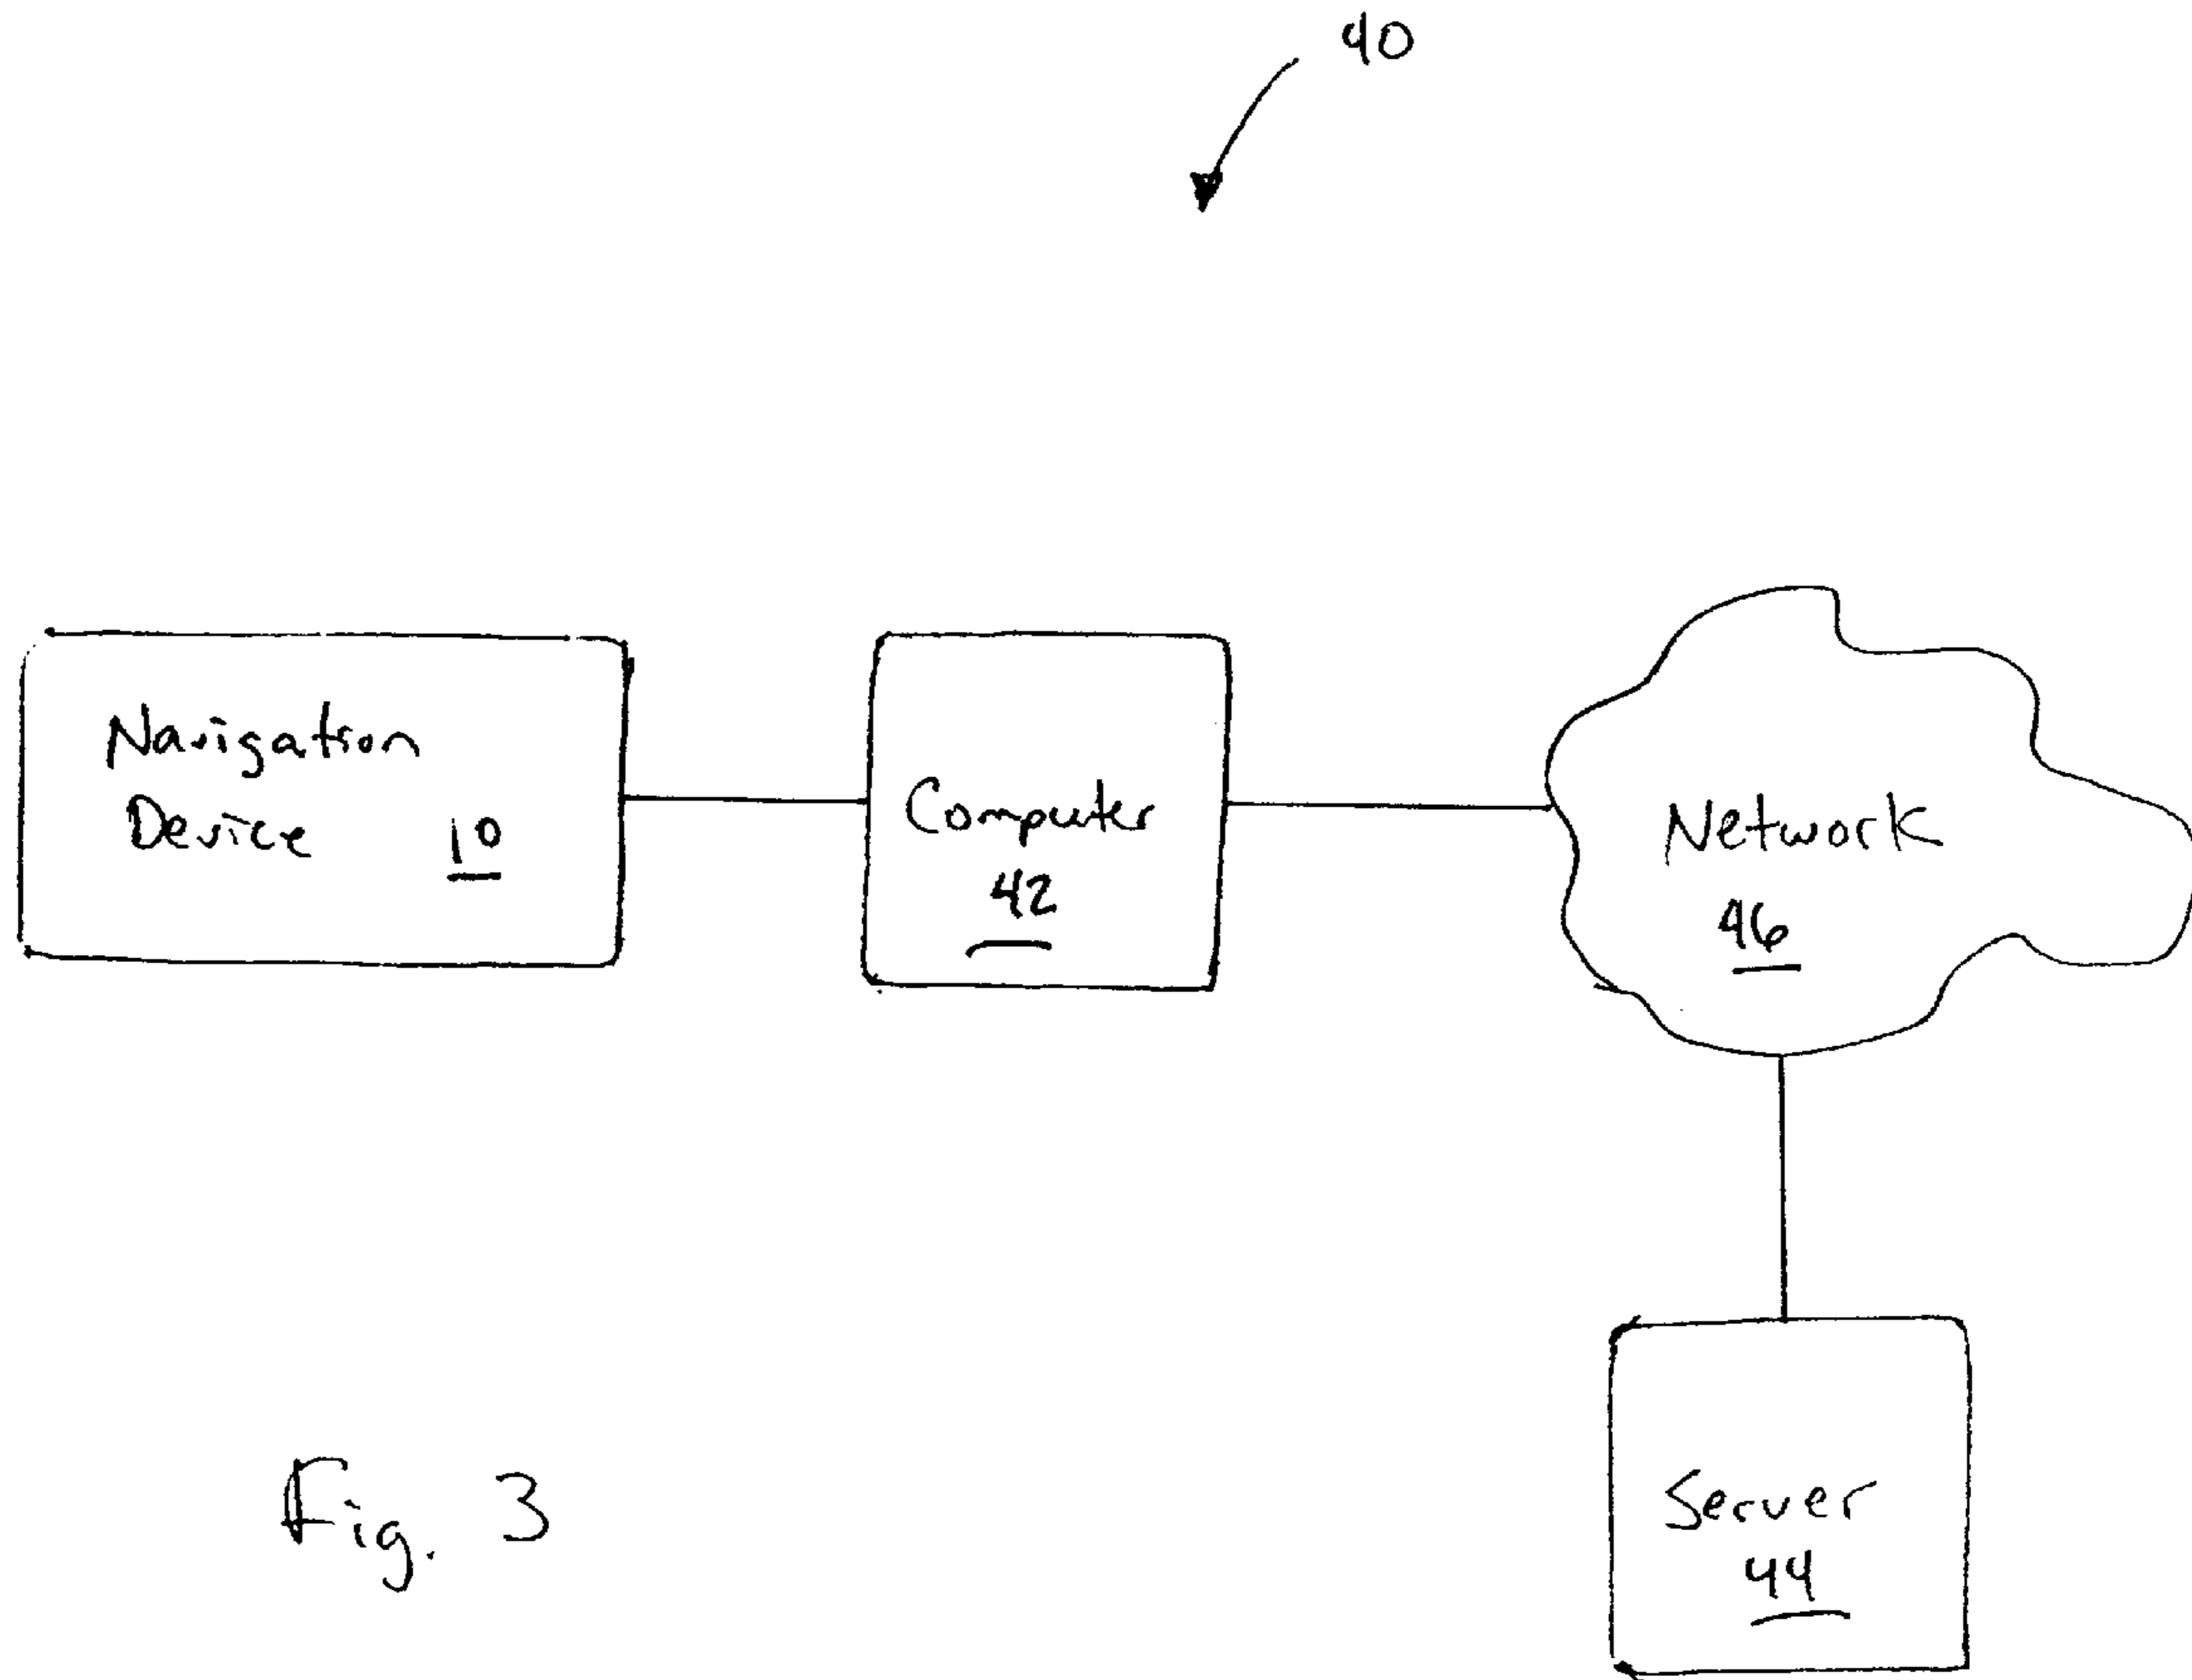 40
Navigation
Device 10
Computer
42
Network
46
Server
44
Fig. 3